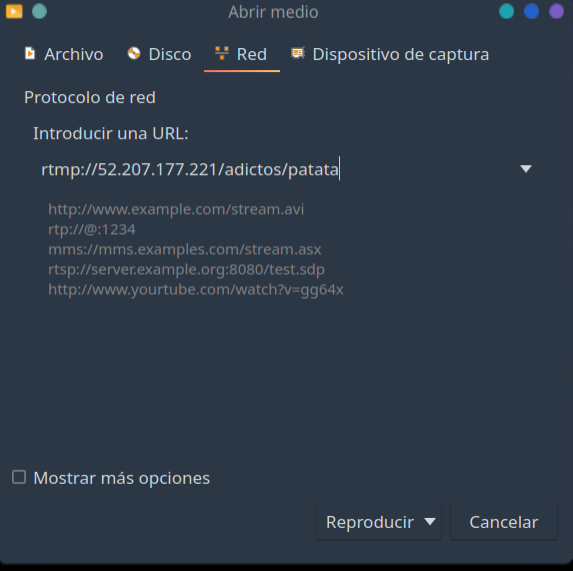 Abrir medio
Archivo Disco Red Dispositivo de captura
Protocolo de red
Introducir una URL:
rtmp://52.207.177.221/adictos/patata
http://www.example.com/stream.avi
rtp://@:1234
mms://mms.examples.com/stream.asx
rtsp://server.example.org:8080/test.sdp
http://www.yourtube.com/watch?v=gg64x
Mostrar más opciones
Reproducir Cancelar